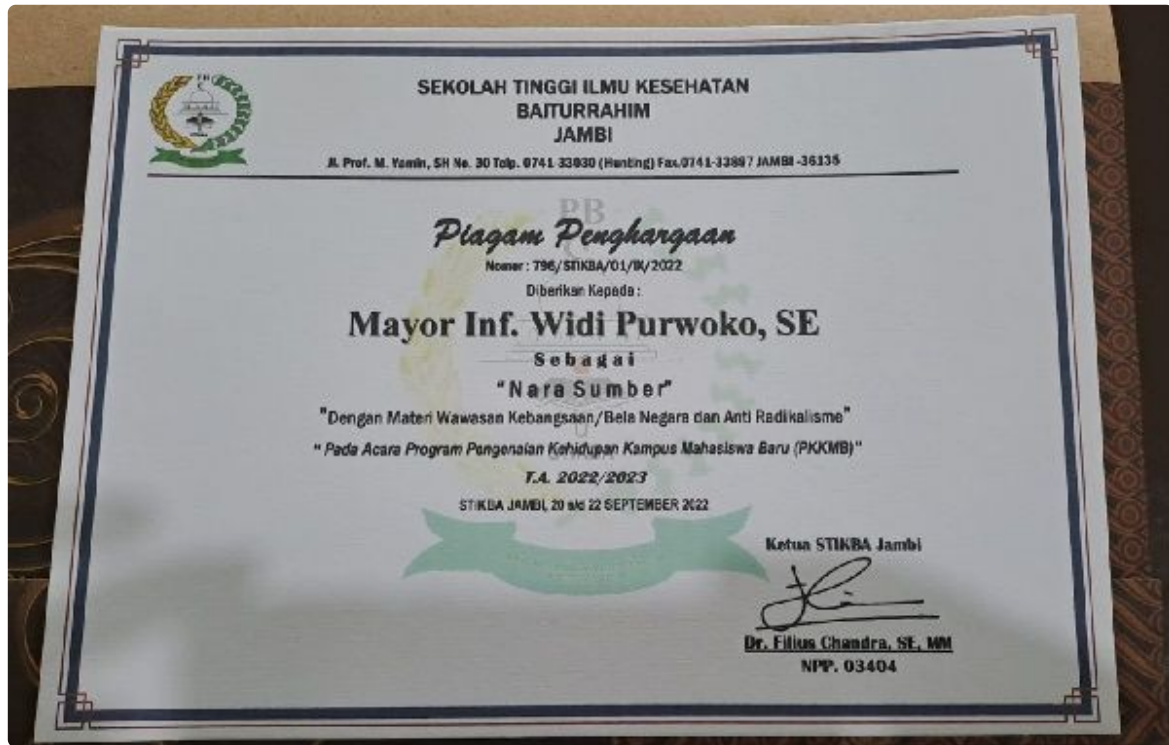 SEKOLAH TINGGI ILMU KESEHATAN
BAITURRAHIM
JAMBI
Jl. Prof. M. Yamin, SH No. 30 Telp. 0741-33030 (Hunting) Fax.0741-33897 JAMBI -36135
PB
Piagam Penghargaan
Nomer : 796/STIKBA/01/IX/2022
Diberikan Kepada :
Mayor Inf. Widi Purwoko, SE
Sebagai
"Nara Sumber"
"Dengan Materi Wawasan Kebangsaan/Bela Negara dan Anti Radikalisme"
"Pada Acara Program Pengenalan Kehidupan Kampus Mahasiswa Baru (PKKMB)"
T.A. 2022/2023
STIKBA JAMBI, 20 s/d 22 SEPTEMBER 2022
Ketua STIKBA Jambi
Dr. Filius Chandra, SE, MM
NPP. 03404